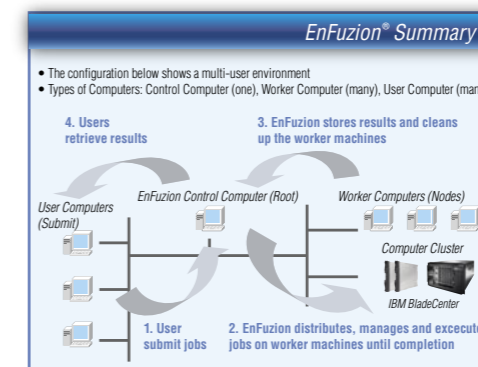 EnFuzion® Summary
• The configuration below shows a multi-user environment
• Types of Computers: Control Computer (one), Worker Computer (many), User Computer (man
4. Users
retrieve results
3. EnFuzion stores results and cleans
up the worker machines
User Computers
(Submit)
EnFuzion Control Computer (Root)
Worker Computers (Nodes)
Computer Cluster
IBM BladeCenter
1. User
submit jobs
2. EnFuzion distributes, manages and excecute
jobs on worker machines until completion